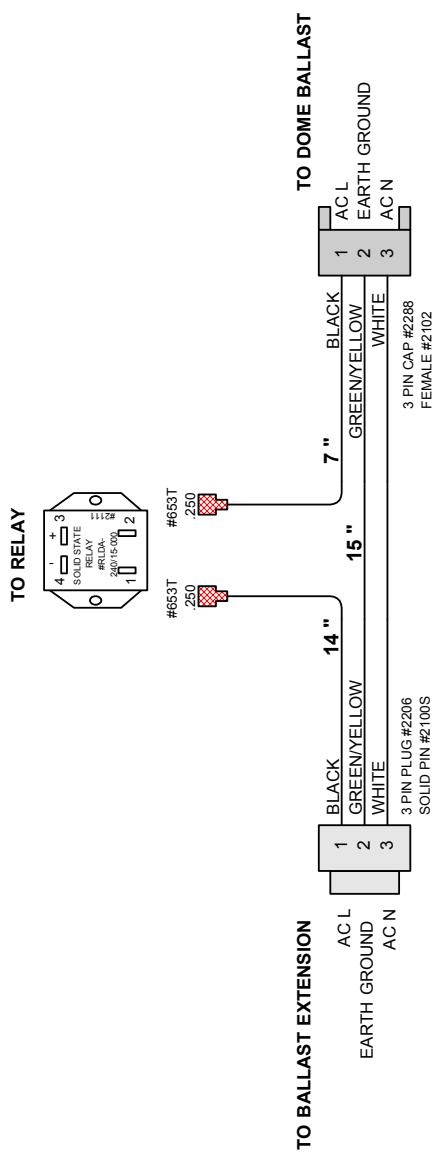 TO RELAY
4 - + 3
SOLID STATE
RELAY
#RLDA-
240/15-000
#2111
1 2
#653T
.250
#653T
.250
14 "
7 "
15 "
TO BALLAST EXTENSION
AC L
EARTH GROUND
AC N
1
2
3
BLACK
GREEN/YELLOW
WHITE
3 PIN PLUG #2206
SOLID PIN #2100S
BLACK
GREEN/YELLOW
WHITE
1
2
3
3 PIN CAP #2288
FEMALE #2102
TO DOME BALLAST
AC L
EARTH GROUND
AC N